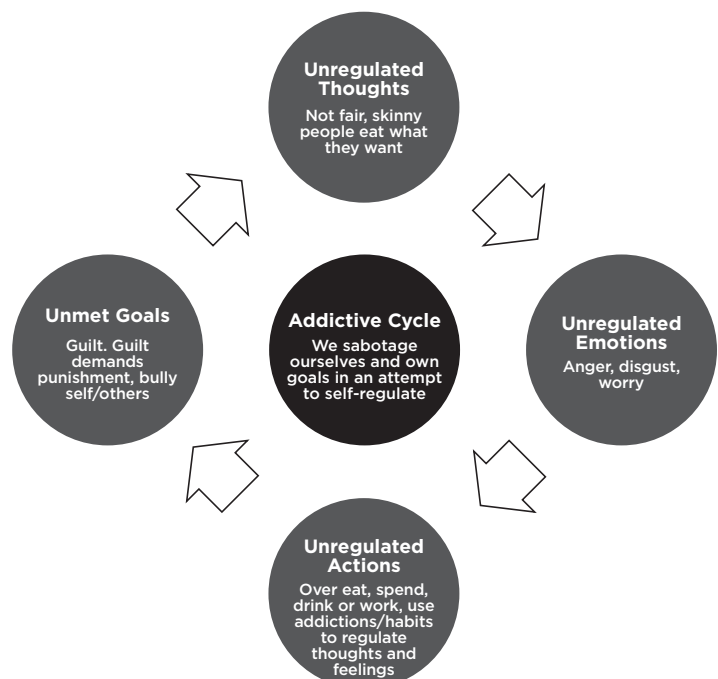 Unregulated
Thoughts
Not fair, skinny
people eat what
they want
Unmet Goals
Guilt. Guilt
demands
punishment, bully
self/others
Addictive Cycle
We sabotage
ourselves and own
goals in an attempt
to self-regulate
Unregulated
Emotions
Anger, disgust,
worry
Unregulated
Actions
Over eat, spend,
drink or work, use
addictions/habits
to regulate
thoughts and
feelings